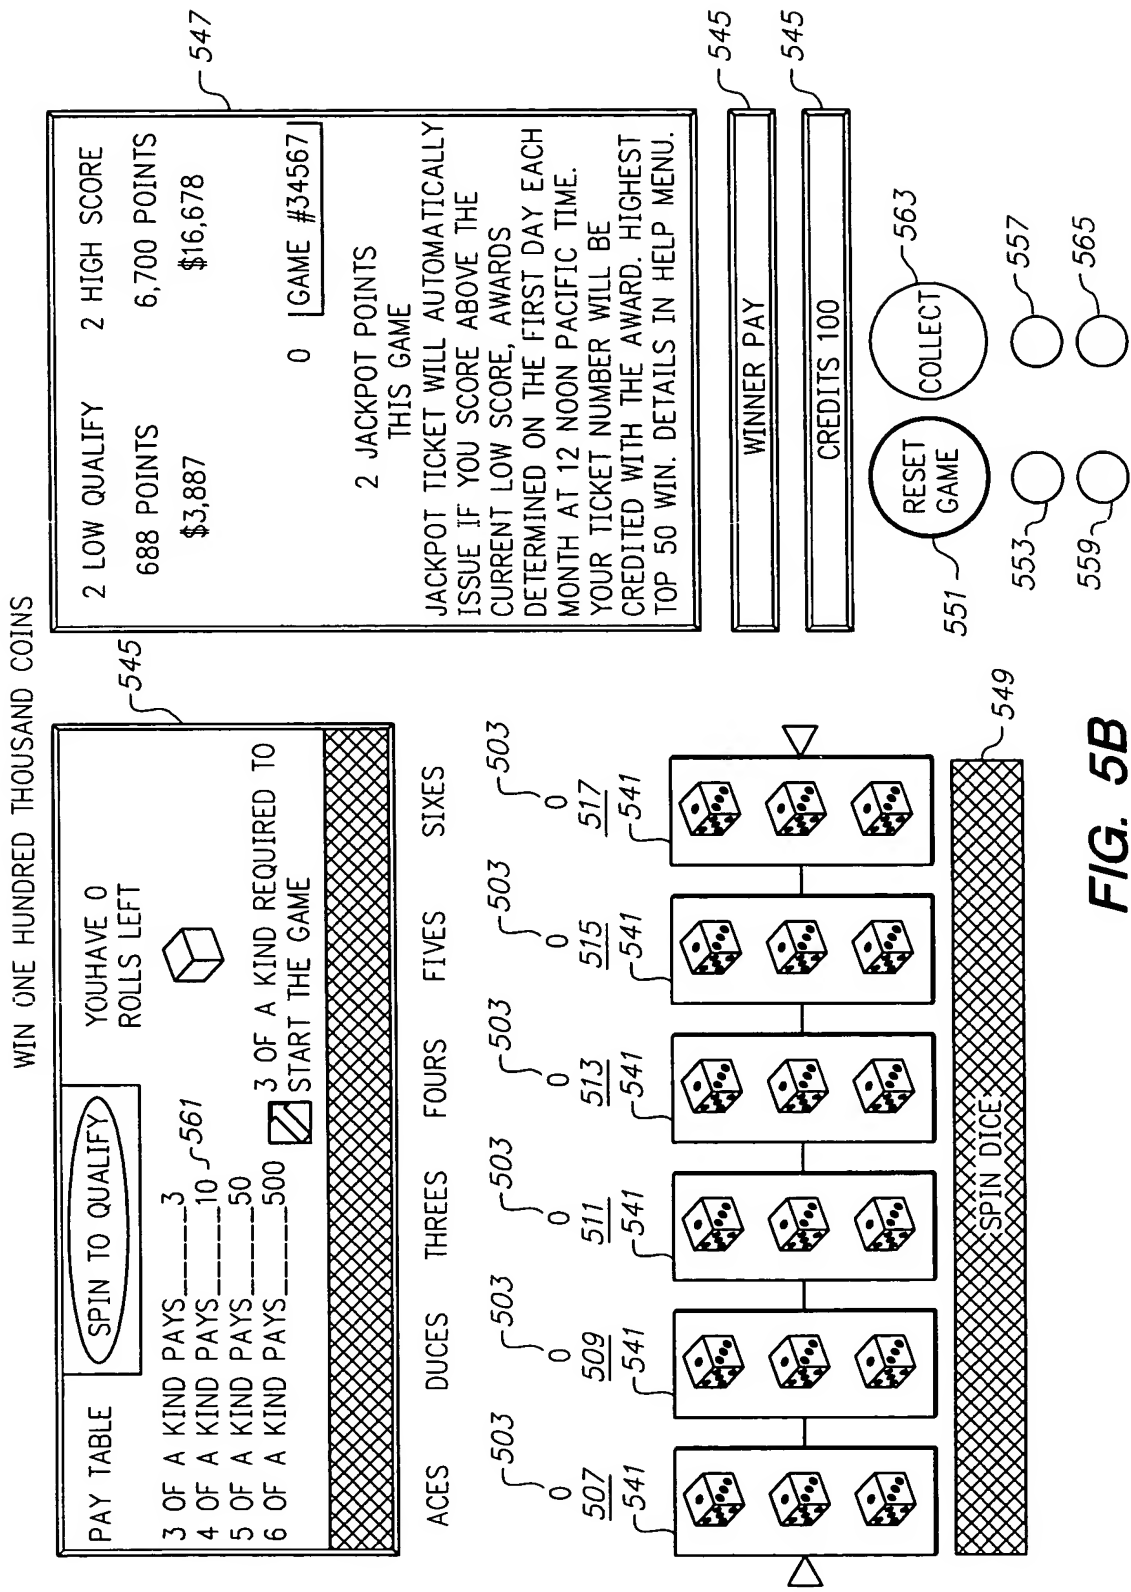 WIN ONE HUNDRED THOUSAND COINS
PAY TABLE
SPIN TO QUALIFY
3 OF A KIND PAYS______3
4 OF A KIND PAYS______10
5 OF A KIND PAYS______50
6 OF A KIND PAYS______500
561
YOUHAVE 0
ROLLS LEFT
3 OF A KIND REQUIRED TO
START THE GAME
545
2 LOW QUALIFY
688 POINTS
$3,887
2 HIGH SCORE
6,700 POINTS
$16,678
0 GAME #34567
2 JACKPOT POINTS
THIS GAME
JACKPOT TICKET WILL AUTOMATICALLY
ISSUE IF YOU SCORE ABOVE THE
CURRENT LOW SCORE, AWARDS
DETERMINED ON THE FIRST DAY EACH
MONTH AT 12 NOON PACIFIC TIME.
YOUR TICKET NUMBER WILL BE
CREDITED WITH THE AWARD. HIGHEST
TOP 50 WIN. DETAILS IN HELP MENU.
547
WINNER PAY
545
CREDITS 100
545
ACES DUCES THREES FOURS FIVES SIXES
503 503 503 503 503 503
0 0 0 0 0 0
507 509 511 513 515 517
541 541 541 541 541 541
SPIN DICE
549
RESET
GAME
551
COLLECT
563
553
557
559
565
FIG. 5B